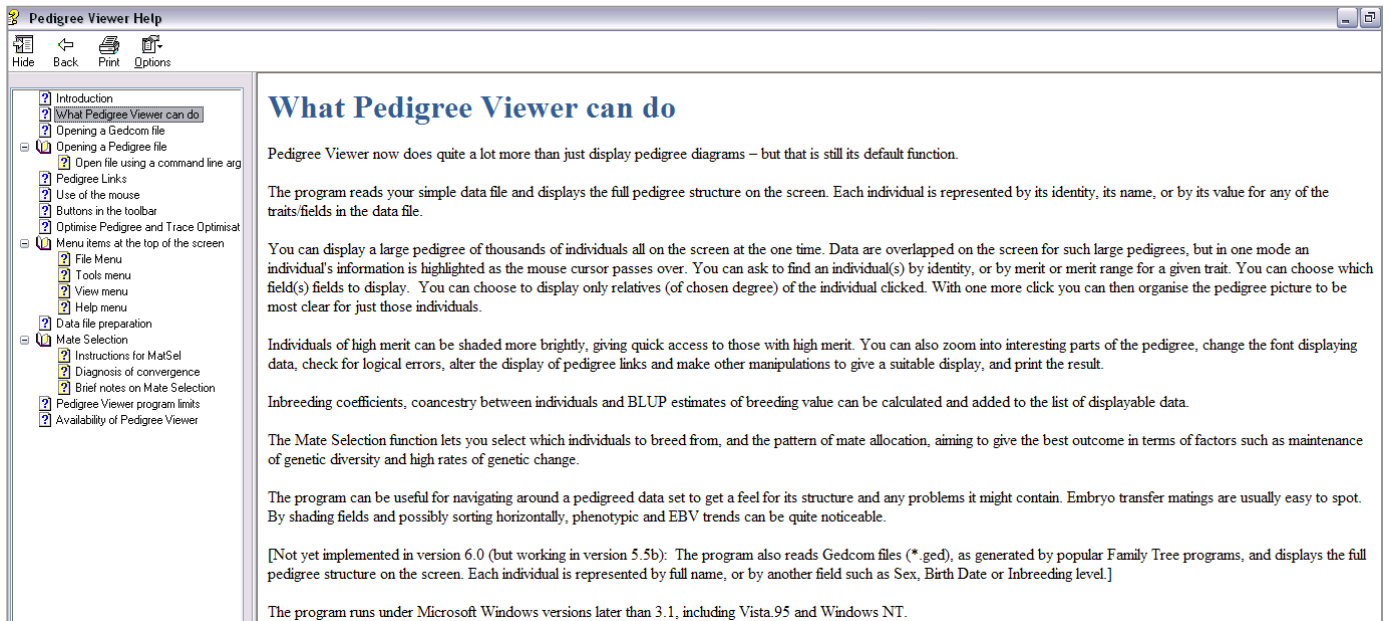 Pedigree Viewer Help
Hide Back Print Options
Introduction
What Pedigree Viewer can do
Opening a Gedcom file
Opening a Pedigree file
Open file using a command line arg
Pedigree Links
Use of the mouse
Buttons in the toolbar
Optimise Pedigree and Trace Optimisat
Menu items at the top of the screen
File Menu
Tools menu
View menu
Help menu
Data file preparation
Mate Selection
Instructions for MatSel
Diagnosis of convergence
Brief notes on Mate Selection
Pedigree Viewer program limits
Availability of Pedigree Viewer
What Pedigree Viewer can do
Pedigree Viewer now does quite a lot more than just display pedigree diagrams – but that is still its default function.
The program reads your simple data file and displays the full pedigree structure on the screen. Each individual is represented by its identity, its name, or by its value for any of the
traits/fields in the data file.
You can display a large pedigree of thousands of individuals all on the screen at the one time. Data are overlapped on the screen for such large pedigrees, but in one mode an
individual's information is highlighted as the mouse cursor passes over. You can ask to find an individual(s) by identity, or by merit or merit range for a given trait. You can choose which
field(s) fields to display. You can choose to display only relatives (of chosen degree) of the individual clicked. With one more click you can then organise the pedigree picture to be
most clear for just those individuals.
Individuals of high merit can be shaded more brightly, giving quick access to those with high merit. You can also zoom into interesting parts of the pedigree, change the font displaying
data, check for logical errors, alter the display of pedigree links and make other manipulations to give a suitable display, and print the result.
Inbreeding coefficients, coancestry between individuals and BLUP estimates of breeding value can be calculated and added to the list of displayable data.
The Mate Selection function lets you select which individuals to breed from, and the pattern of mate allocation, aiming to give the best outcome in terms of factors such as maintenance
of genetic diversity and high rates of genetic change.
The program can be useful for navigating around a pedigreed data set to get a feel for its structure and any problems it might contain. Embryo transfer matings are usually easy to spot.
By shading fields and possibly sorting horizontally, phenotypic and EBV trends can be quite noticeable.
[Not yet implemented in version 6.0 (but working in version 5.5b): The program also reads Gedcom files (*.ged), as generated by popular Family Tree programs, and displays the full
pedigree structure on the screen. Each individual is represented by full name, or by another field such as Sex, Birth Date or Inbreeding level.]
The program runs under Microsoft Windows versions later than 3.1, including Vista.95 and Windows NT.